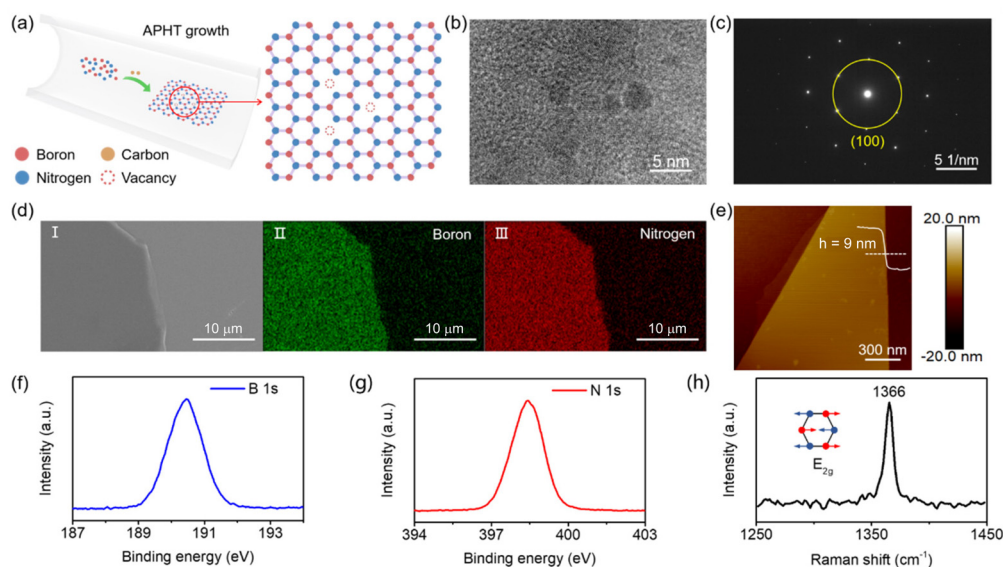 (a)
APHT growth
Boron
Carbon
Nitrogen
Vacancy
(b)
5 nm
(c)
(100)
5 1/nm
(d)
I
10 μm
II
Boron
10 μm
III
Nitrogen
10 μm
(e)
h = 9 nm
300 nm
20.0 nm
-20.0 nm
(f)
B 1s
Intensity (a.u.)
187 189 191 193
Binding energy (eV)
(g)
N 1s
Intensity (a.u.)
394 397 400 403
Binding energy (eV)
(h)
1366
E2g
Intensity (a.u.)
1250 1300 1350 1400 1450
Raman shift (cm⁻¹)